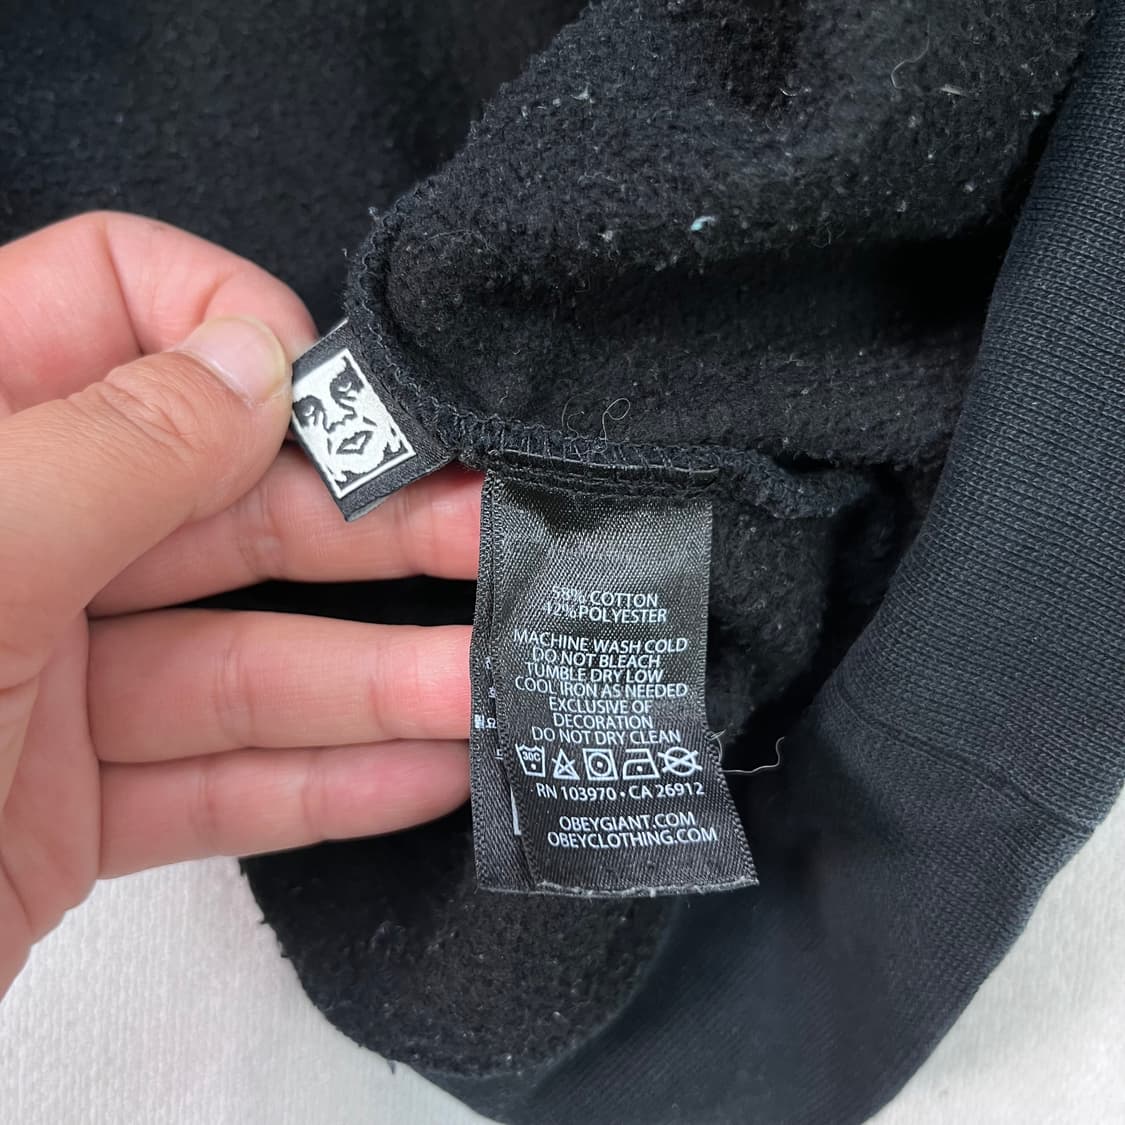 58% COTTON
42% POLYESTER
MACHINE WASH COLD
DO NOT BLEACH
TUMBLE DRY LOW
COOL IRON AS NEEDED
EXCLUSIVE OF
DECORATION
DO NOT DRY CLEAN
30C
RN 103970 • CA 26912
OBEYGIANT.COM
OBEYCLOTHING.COM